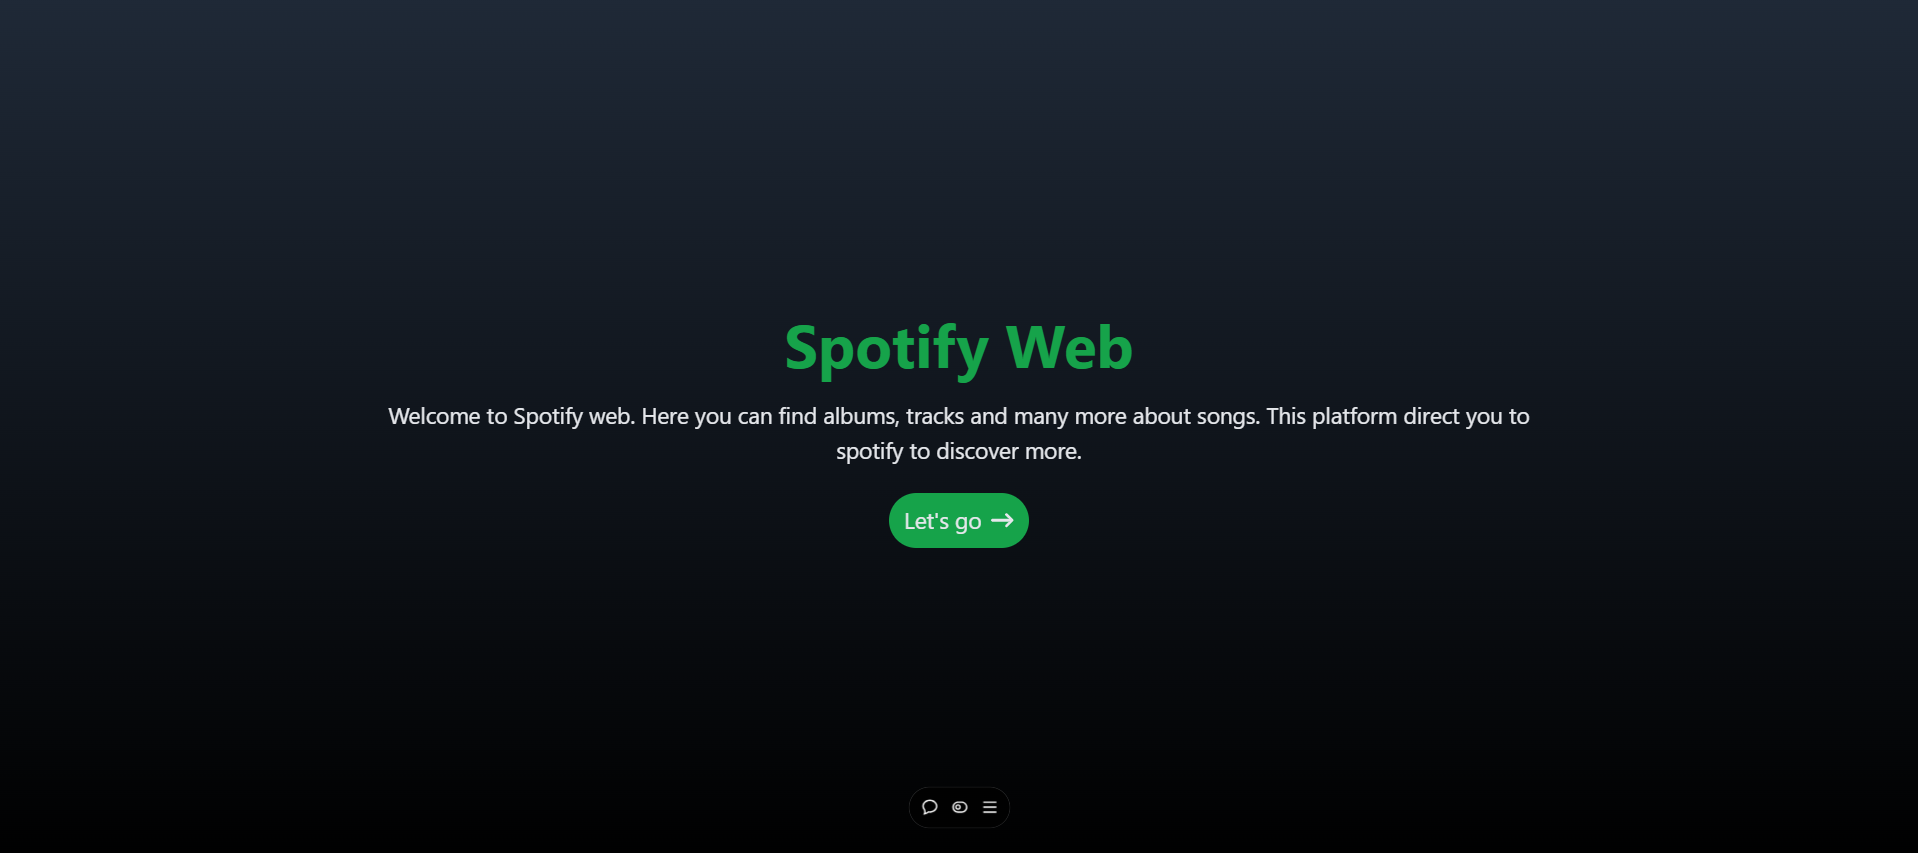 Spotify Web
Welcome to Spotify web. Here you can find albums, tracks and many more about songs. This platform direct you to
spotify to discover more.
Let's go